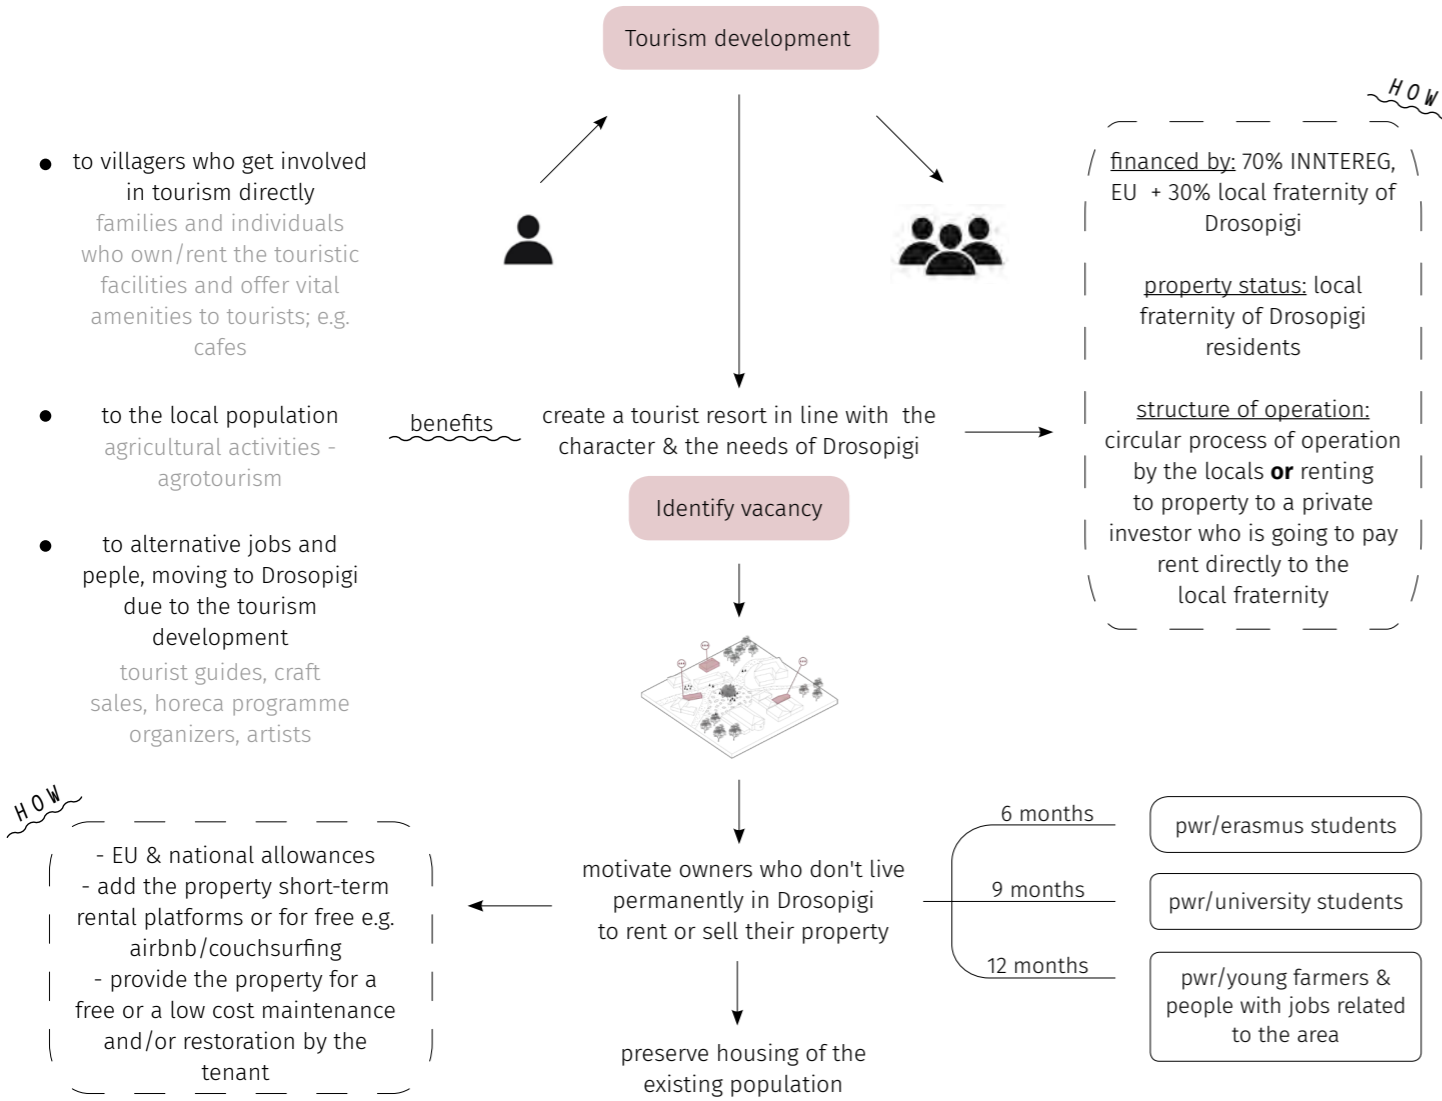 Tourism development
HOW
to villagers who get involved
in tourism directly
families and individuals
who own/rent the touristic
facilities and offer vital
amenities to tourists; e.g.
cafes
to the local population
agricultural activities -
agrotourism
to alternative jobs and
peple, moving to Drosopigi
due to the tourism
development
tourist guides, craft
sales, horeca programme
organizers, artists
benefits
create a tourist resort in line with the
character & the needs of Drosopigi
financed by: 70% INNTEREG,
EU + 30% local fraternity of
Drosopigi
property status: local
fraternity of Drosopigi
residents
structure of operation:
circular process of operation
by the locals or renting
to property to a private
investor who is going to pay
rent directly to the
local fraternity
Identify vacancy
HOW
- EU & national allowances
- add the property short-term
rental platforms or for free e.g.
airbnb/couchsurfing
- provide the property for a
free or a low cost maintenance
and/or restoration by the
tenant
motivate owners who don't live
permanently in Drosopigi
to rent or sell their property
6 months
pwr/erasmus students
9 months
pwr/university students
12 months
pwr/young farmers &
people with jobs related
to the area
preserve housing of the
existing population